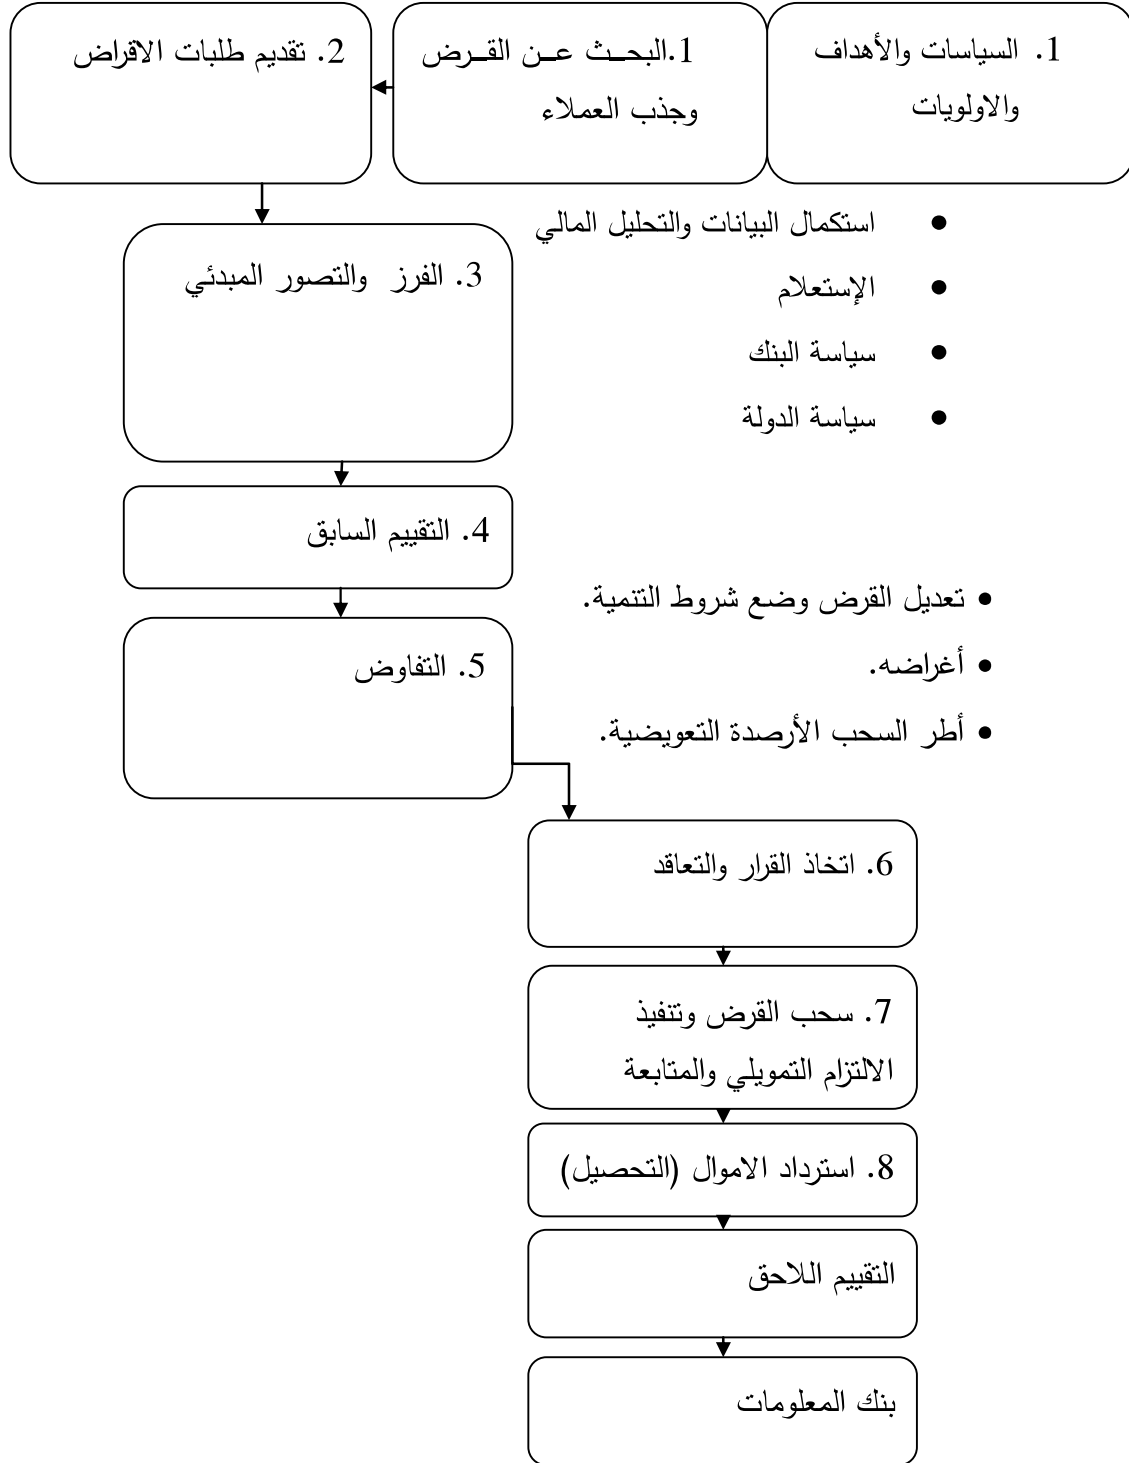 1. السياسات والأهداف
والاولويات
1.البحــث عــن القــرض
وجذب العملاء
2. تقديم طلبات الاقراض
3. الفرز والتصور المبدئي
• استكمال البيانات والتحليل المالي
• الإستعلام
• سياسة البنك
• سياسة الدولة
4. التقييم السابق
5. التفاوض
• تعديل القرض وضع شروط التنمية.
• أغراضه.
• أطر السحب الأرصدة التعويضية.
6. اتخاذ القرار والتعاقد
7. سحب القرض وتنفيذ
الالتزام التمويلي والمتابعة
8. استرداد الاموال (التحصيل)
التقييم اللاحق
بنك المعلومات